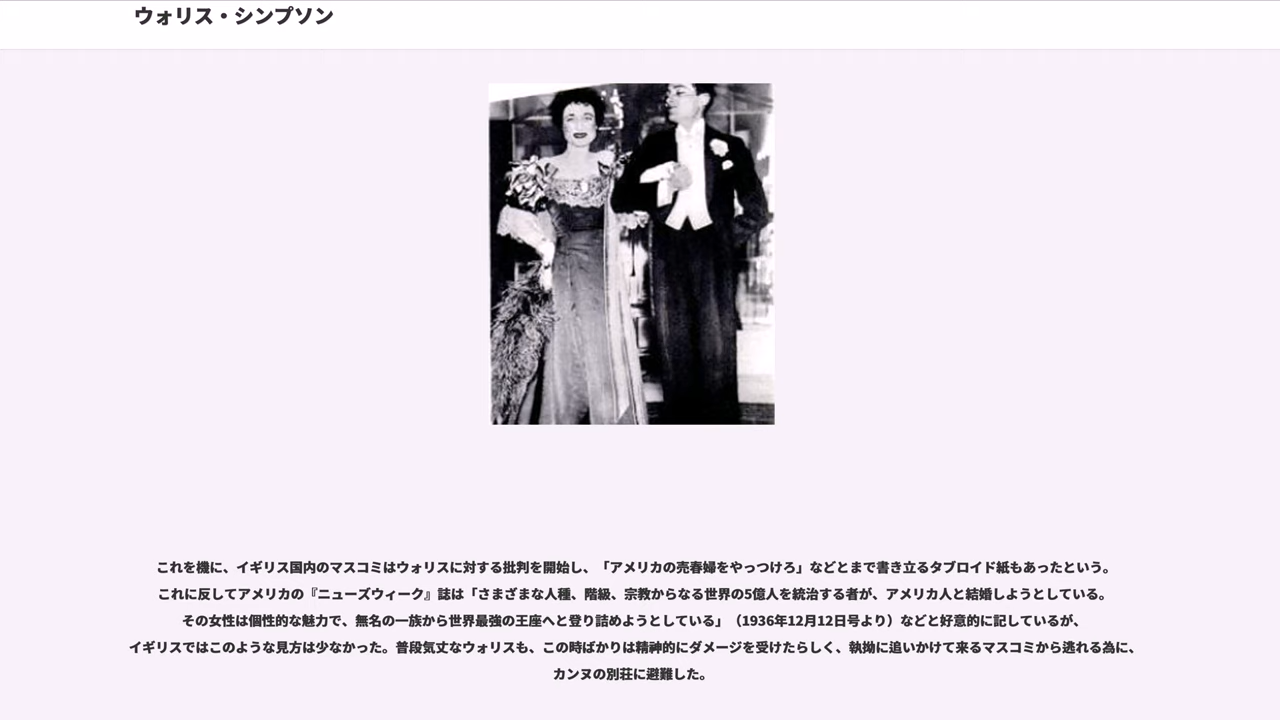 ウォリス・シンプソン
これを機に、イギリス国内のマスコミはウォリスに対する批判を開始し、「アメリカの売春婦をやっつけろ」などとまで書き立るタブロイド紙もあったという。
これに反してアメリカの『ニューズウィーク』誌は「さまざまな人種、階級、宗教からなる世界の5億人を統治する者が、アメリカ人と結婚しようとしている。
その女性は個性的な魅力で、無名の一族から世界最強の王座へと登り詰めようとしている」（1936年12月12日号より）などと好意的に記しているが、
イギリスではこのような見方は少なかった。普段気丈なウォリスも、この時ばかりは精神的にダメージを受けたらしく、執拗に追いかけて来るマスコミから逃れる為に、
カンヌの別荘に避難した。